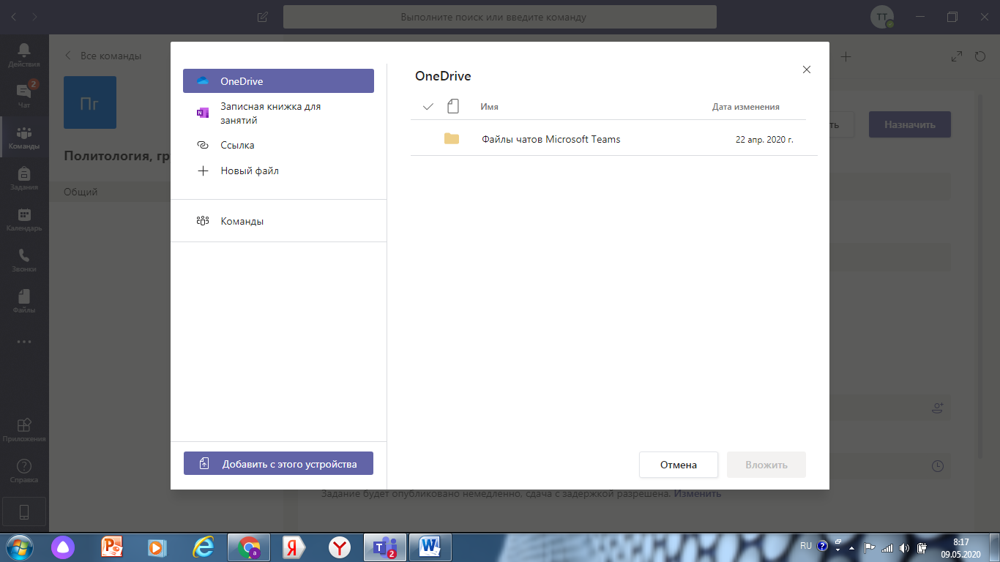 Выполните поиск или введите команду
ТТ
Действия
2
Чат
Команды
Задания
Календарь
Звонки
Файлы
Приложения
Справка
Все команды
Пг
Политология, гр
Общий
OneDrive
Записная книжка для
занятий
Ссылка
Новый файл
Команды
Добавить с этого устройства
OneDrive
Имя
Дата изменения
Файлы чатов Microsoft Teams
22 апр. 2020 г.
Отмена
Вложить
ть
Назначить
Задание будет опубликовано немедленно, сдача с задержкой разрешена. Изменить
a
Я
Y
2
RU
8:17
09.05.2020